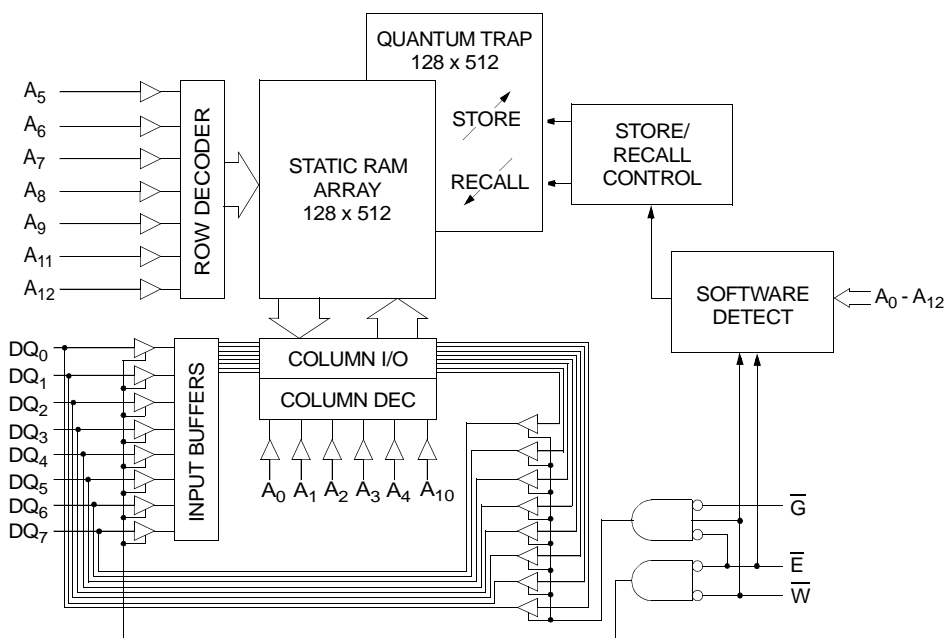 QUANTUM TRAP
128 x 512
STORE
RECALL
STORE/
RECALL
CONTROL
A5
A6
A7
A8
A9
A11
A12
ROW DECODER
STATIC RAM
ARRAY
128 x 512
SOFTWARE
DETECT
A0 - A12
DQ0
DQ1
DQ2
DQ3
DQ4
DQ5
DQ6
DQ7
INPUT BUFFERS
COLUMN I/O
COLUMN DEC
A0
A1
A2
A3
A4
A10
G̅
E̅
W̅